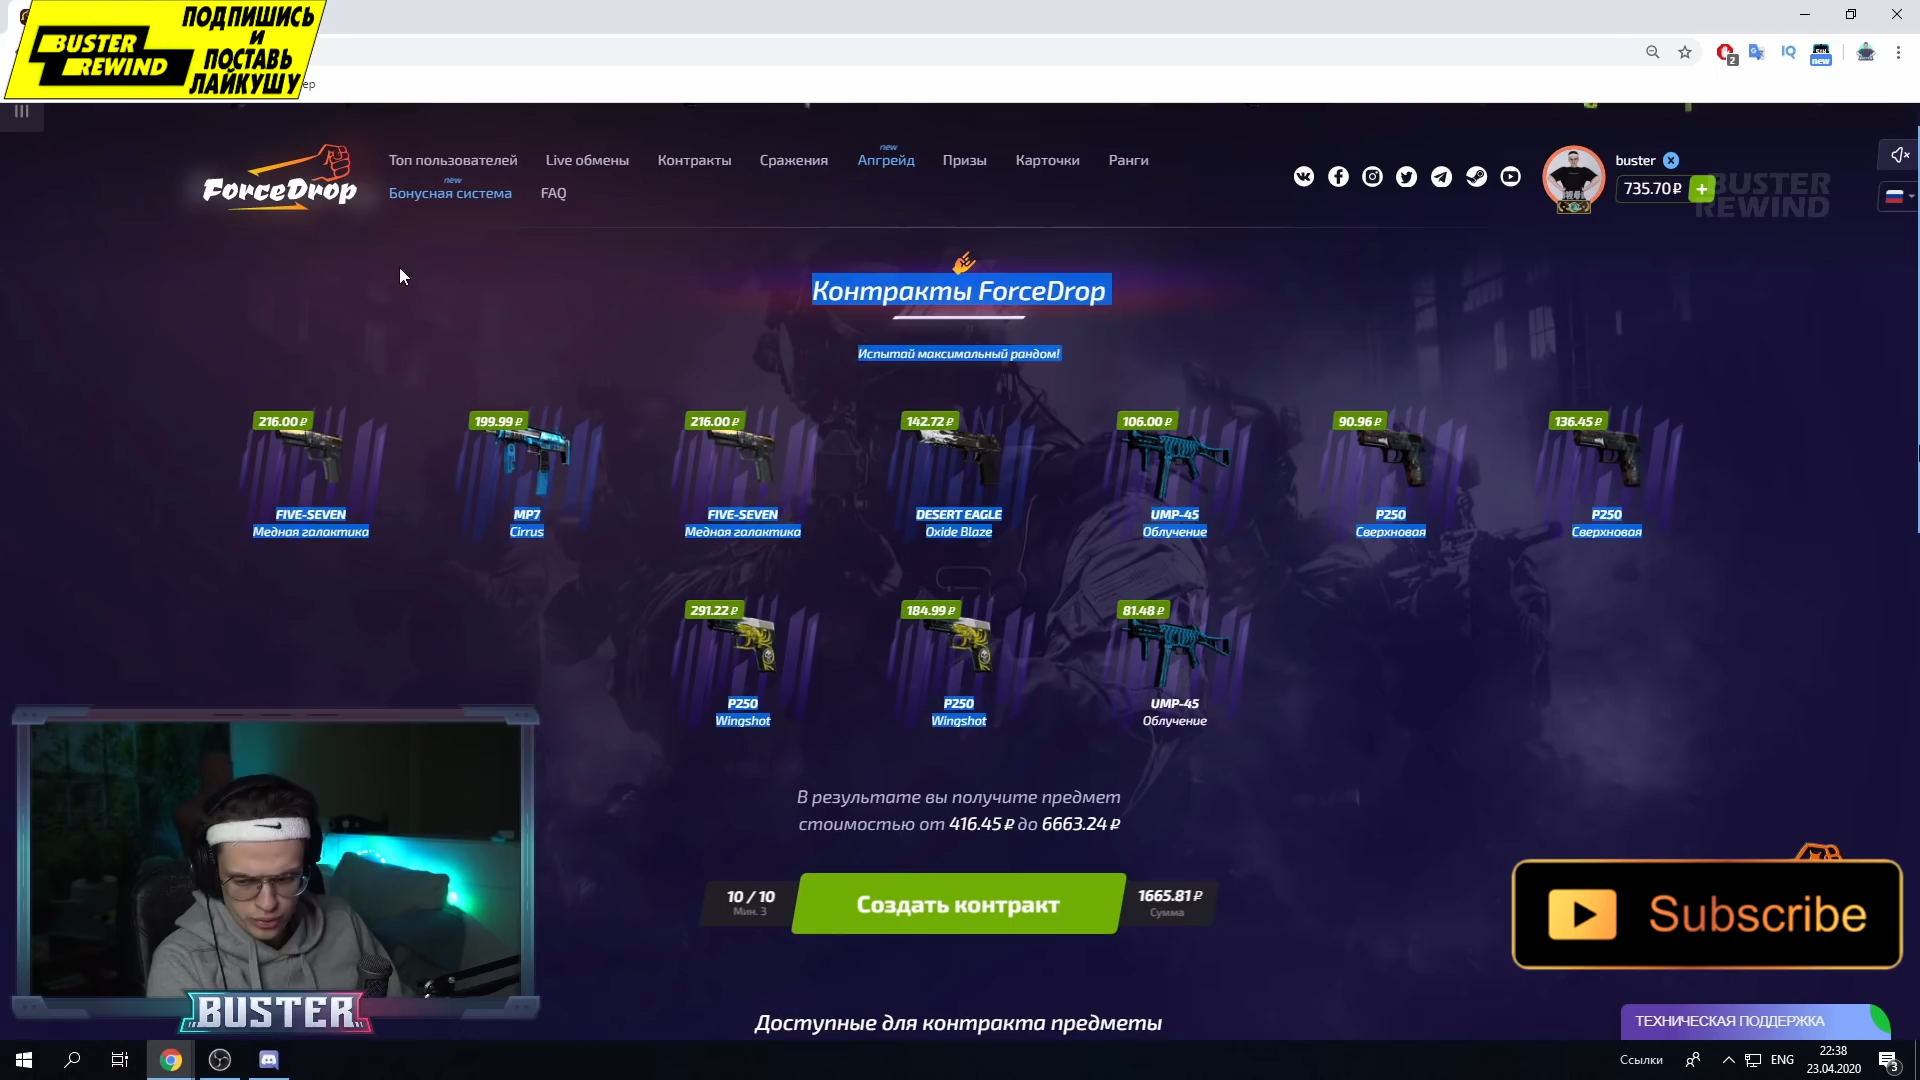 ПОДПИШИСЬ
и
ПОСТАВЬ
ЛАЙКУШУ
BUSTER
REWIND
ер
2
IQ
new
ForceDrop
Топ пользователей
Live обмены
Контракты
Сражения
new
Апгрейд
Призы
Карточки
Ранги
new
Бонусная система
FAQ
buster
735.70 ₽
+
BUSTER
REWIND
Контракты ForceDrop
Испытай максимальный рандом!
216.00 ₽
199.99 ₽
216.00 ₽
142.72 ₽
106.00 ₽
90.96 ₽
136.45 ₽
FIVE-SEVEN
Медная галактика
MP7
Cirrus
FIVE-SEVEN
Медная галактика
DESERT EAGLE
Oxide Blaze
UMP-45
Облучение
P250
Сверхновая
P250
Сверхновая
291.22 ₽
184.99 ₽
81.48 ₽
P250
Wingshot
P250
Wingshot
UMP-45
Облучение
В результате вы получите предмет
стоимостью от 416.45 ₽ до 6663.24 ₽
10 / 10
Мин. 3
Создать контракт
1665.81 ₽
Сумма
Subscribe
BUSTER
Доступные для контракта предметы
ТЕХНИЧЕСКАЯ ПОДДЕРЖКА
Ссылки
ENG
22:38
23.04.2020
3